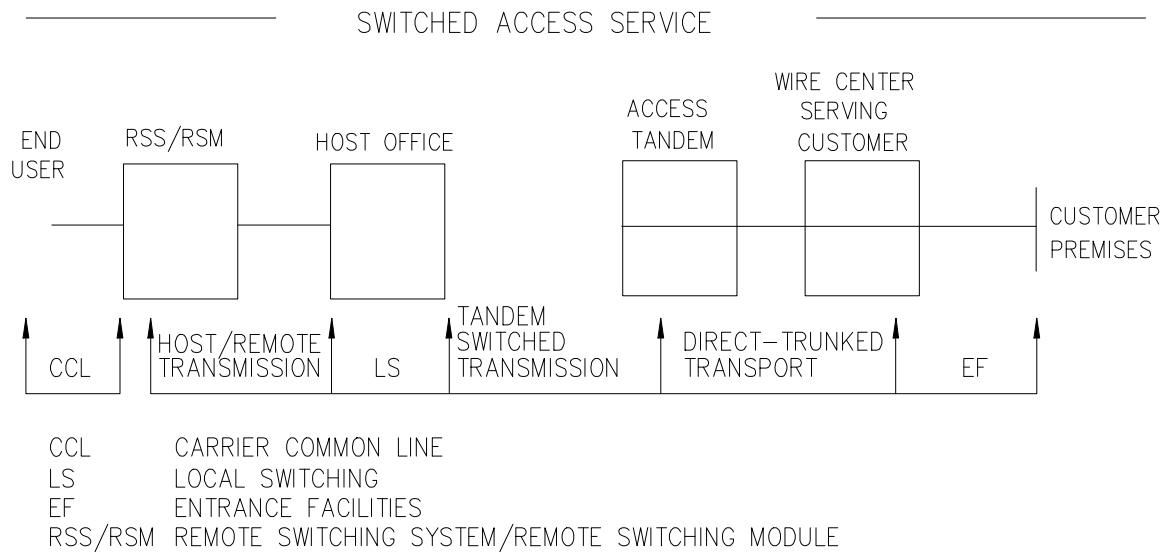 SWITCHED ACCESS SERVICE
END
USER
RSS/RSM
HOST OFFICE
ACCESS
TANDEM
WIRE CENTER
SERVING
CUSTOMER
CUSTOMER
PREMISES
CCL
HOST/REMOTE
TRANSMISSION
LS
TANDEM
SWITCHED
TRANSMISSION
DIRECT-TRUNKED
TRANSPORT
EF
CCL CARRIER COMMON LINE
LS LOCAL SWITCHING
EF ENTRANCE FACILITIES
RSS/RSM REMOTE SWITCHING SYSTEM/REMOTE SWITCHING MODULE